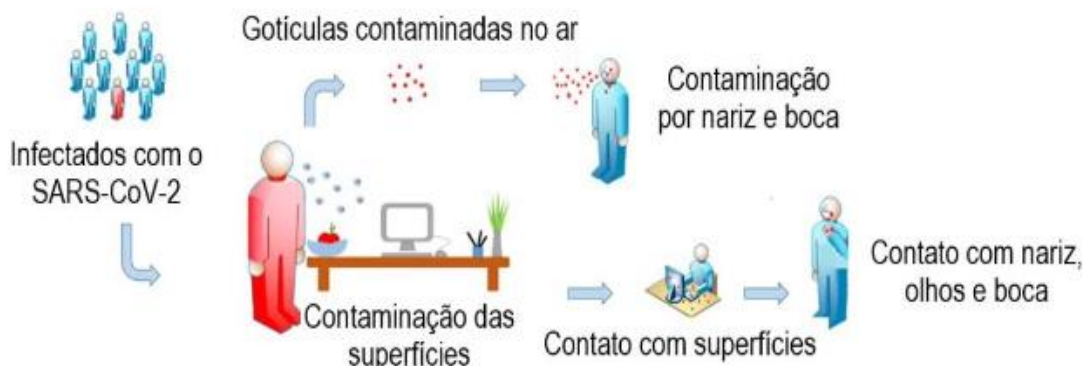 Gotículas contaminadas no ar
Contaminação
por nariz e boca
Infectados com o
SARS-CoV-2
Contaminação das
superfícies
Contato com superfícies
Contato com nariz,
olhos e boca